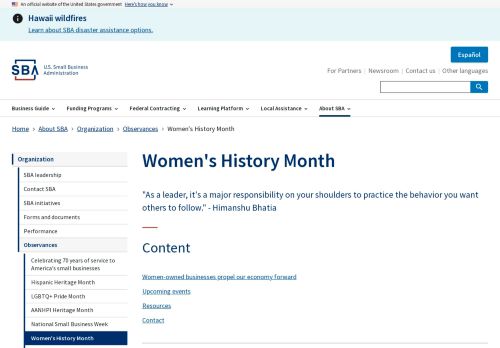 An official website of the United States government Here's how you know
Hawaii wildfires
Learn about SBA disaster assistance options.
Español
SBA U.S. Small Business
Administration
For Partners Newsroom Contact us Other languages
Business Guide Funding Programs Federal Contracting Learning Platform Local Assistance About SBA
Home > About SBA > Organization > Observances > Women's History Month
Organization
SBA leadership
Contact SBA
SBA initiatives
Forms and documents
Performance
Observances
Celebrating 70 years of service to
America's small businesses
Hispanic Heritage Month
LGBTQ+ Pride Month
AANHPI Heritage Month
National Small Business Week
Women's History Month
Women's History Month
"As a leader, it's a major responsibility on your shoulders to practice the behavior you want
others to follow." - Himanshu Bhatia
Content
Women-owned businesses propel our economy forward
Upcoming events
Resources
Contact